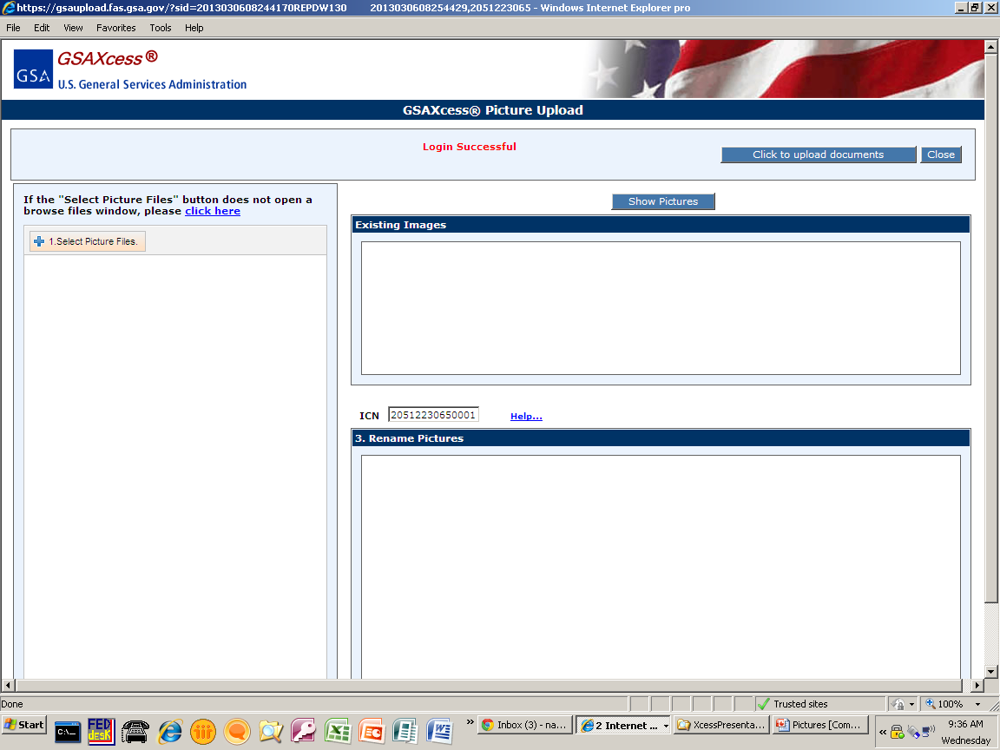 https://gsaupload.fas.gsa.gov/?sid=2013030608244170REPDW130 2013030608254429,2051223065 - Windows Internet Explorer pro
File Edit View Favorites Tools Help
GSA
GSAXcess ®
U.S. General Services Administration
GSAXcess® Picture Upload
Login Successful
Click to upload documents Close
If the "Select Picture Files" button does not open a
browse files window, please click here
1.Select Picture Files.
Show Pictures
Existing Images
ICN 20512230650001 Help...
3. Rename Pictures
Done Trusted sites 100%
Start C:\.. FED desK » Inbox (3) - na... 2 Internet ... XcessPresenta... Pictures [Com... « 9:36 AM
Wednesday